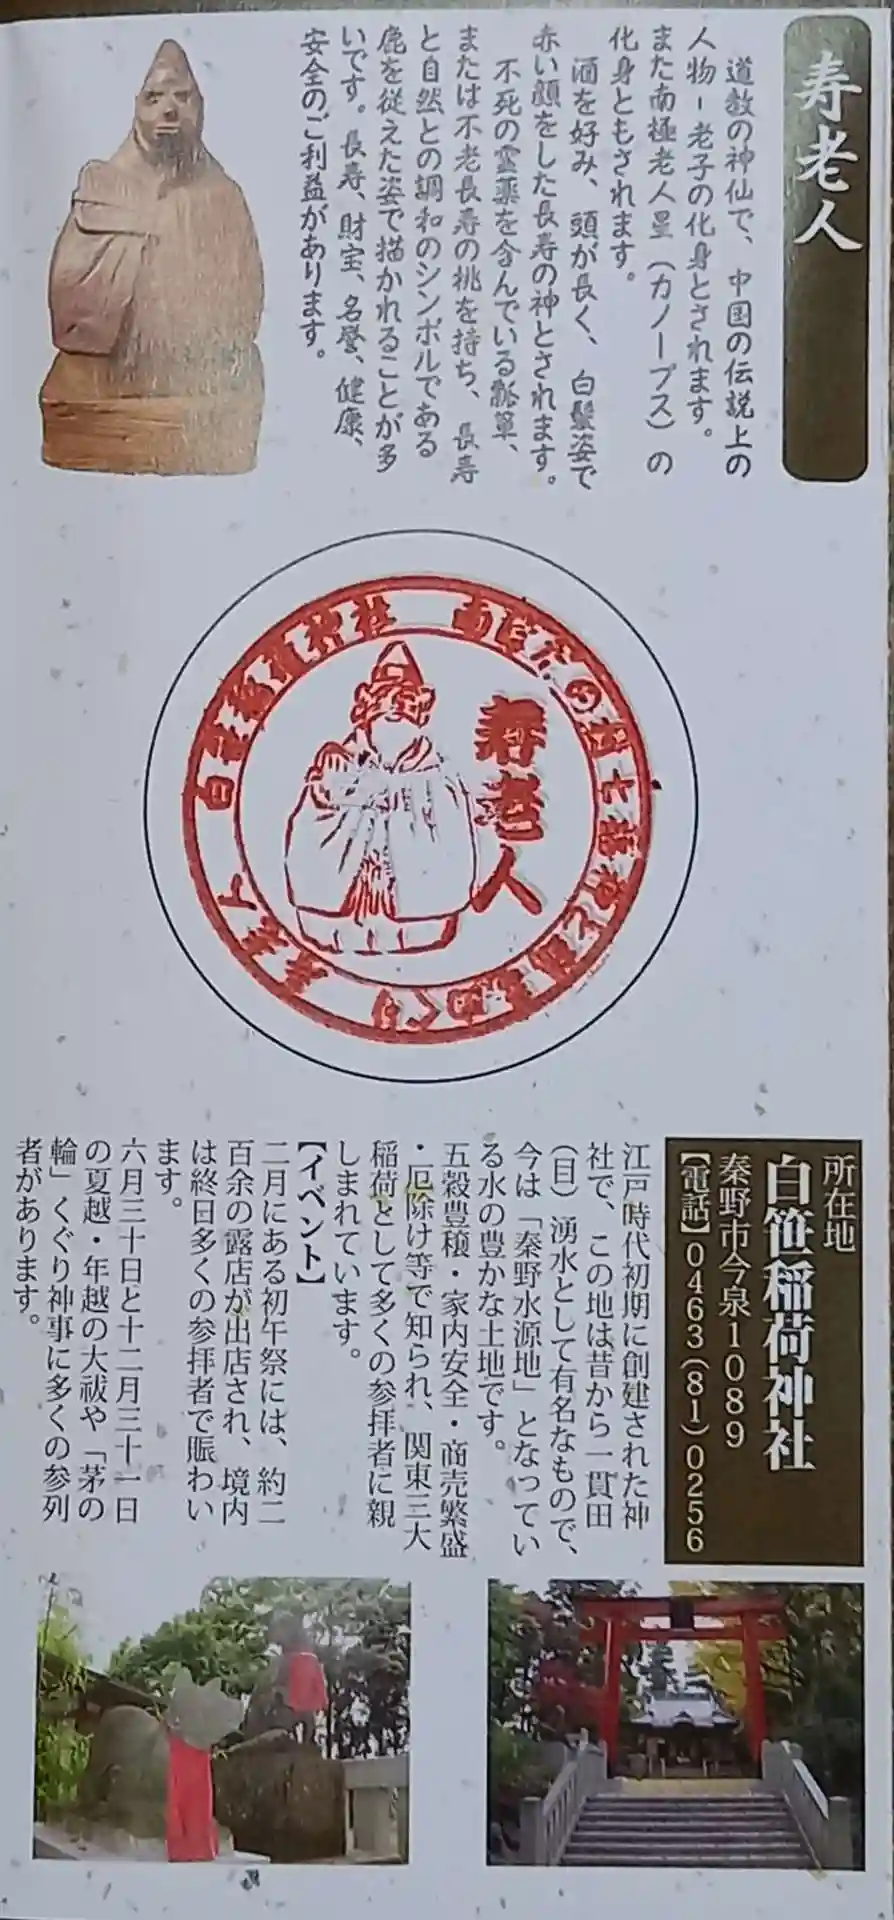 寿老人
道教の神仙で、中国の伝説上の
人物－老子の化身とされます。
また南極老人星（カノープス）の
化身ともされます。
酒を好み、頭が長く、白髪姿で
赤い顔をした長寿の神とされます。
不死の霊薬を含んでいる瓢箪、
または不老長寿の桃を持ち、長寿
と自然との調和のシンボルである
鹿を従えた姿で描かれることが多
いです。長寿、財宝、名誉、健康、
安全のご利益があります。
白笹稲荷神社
寿老人
寿老人
所在地
白笹稲荷神社
秦野市今泉1089
【電話】0463(81)0256
江戸時代初期に創建された神
社で、この地は昔から一貫田
(目)湧水として有名なもので、
今は「秦野水源地」となってい
る水の豊かな土地です。
五穀豊穣・家内安全・商売繁盛
・厄除け等で知られ、関東三大
稲荷として多くの参拝者に親
しまれています。
【イベント】
二月にある初午祭には、約二
百余の露店が出店され、境内
は終日多くの参拝者で賑わい
ます。
六月三十日と十二月三十一日
の夏越・年越の大祓や「茅の
輪」くぐり神事に多くの参列
者があります。